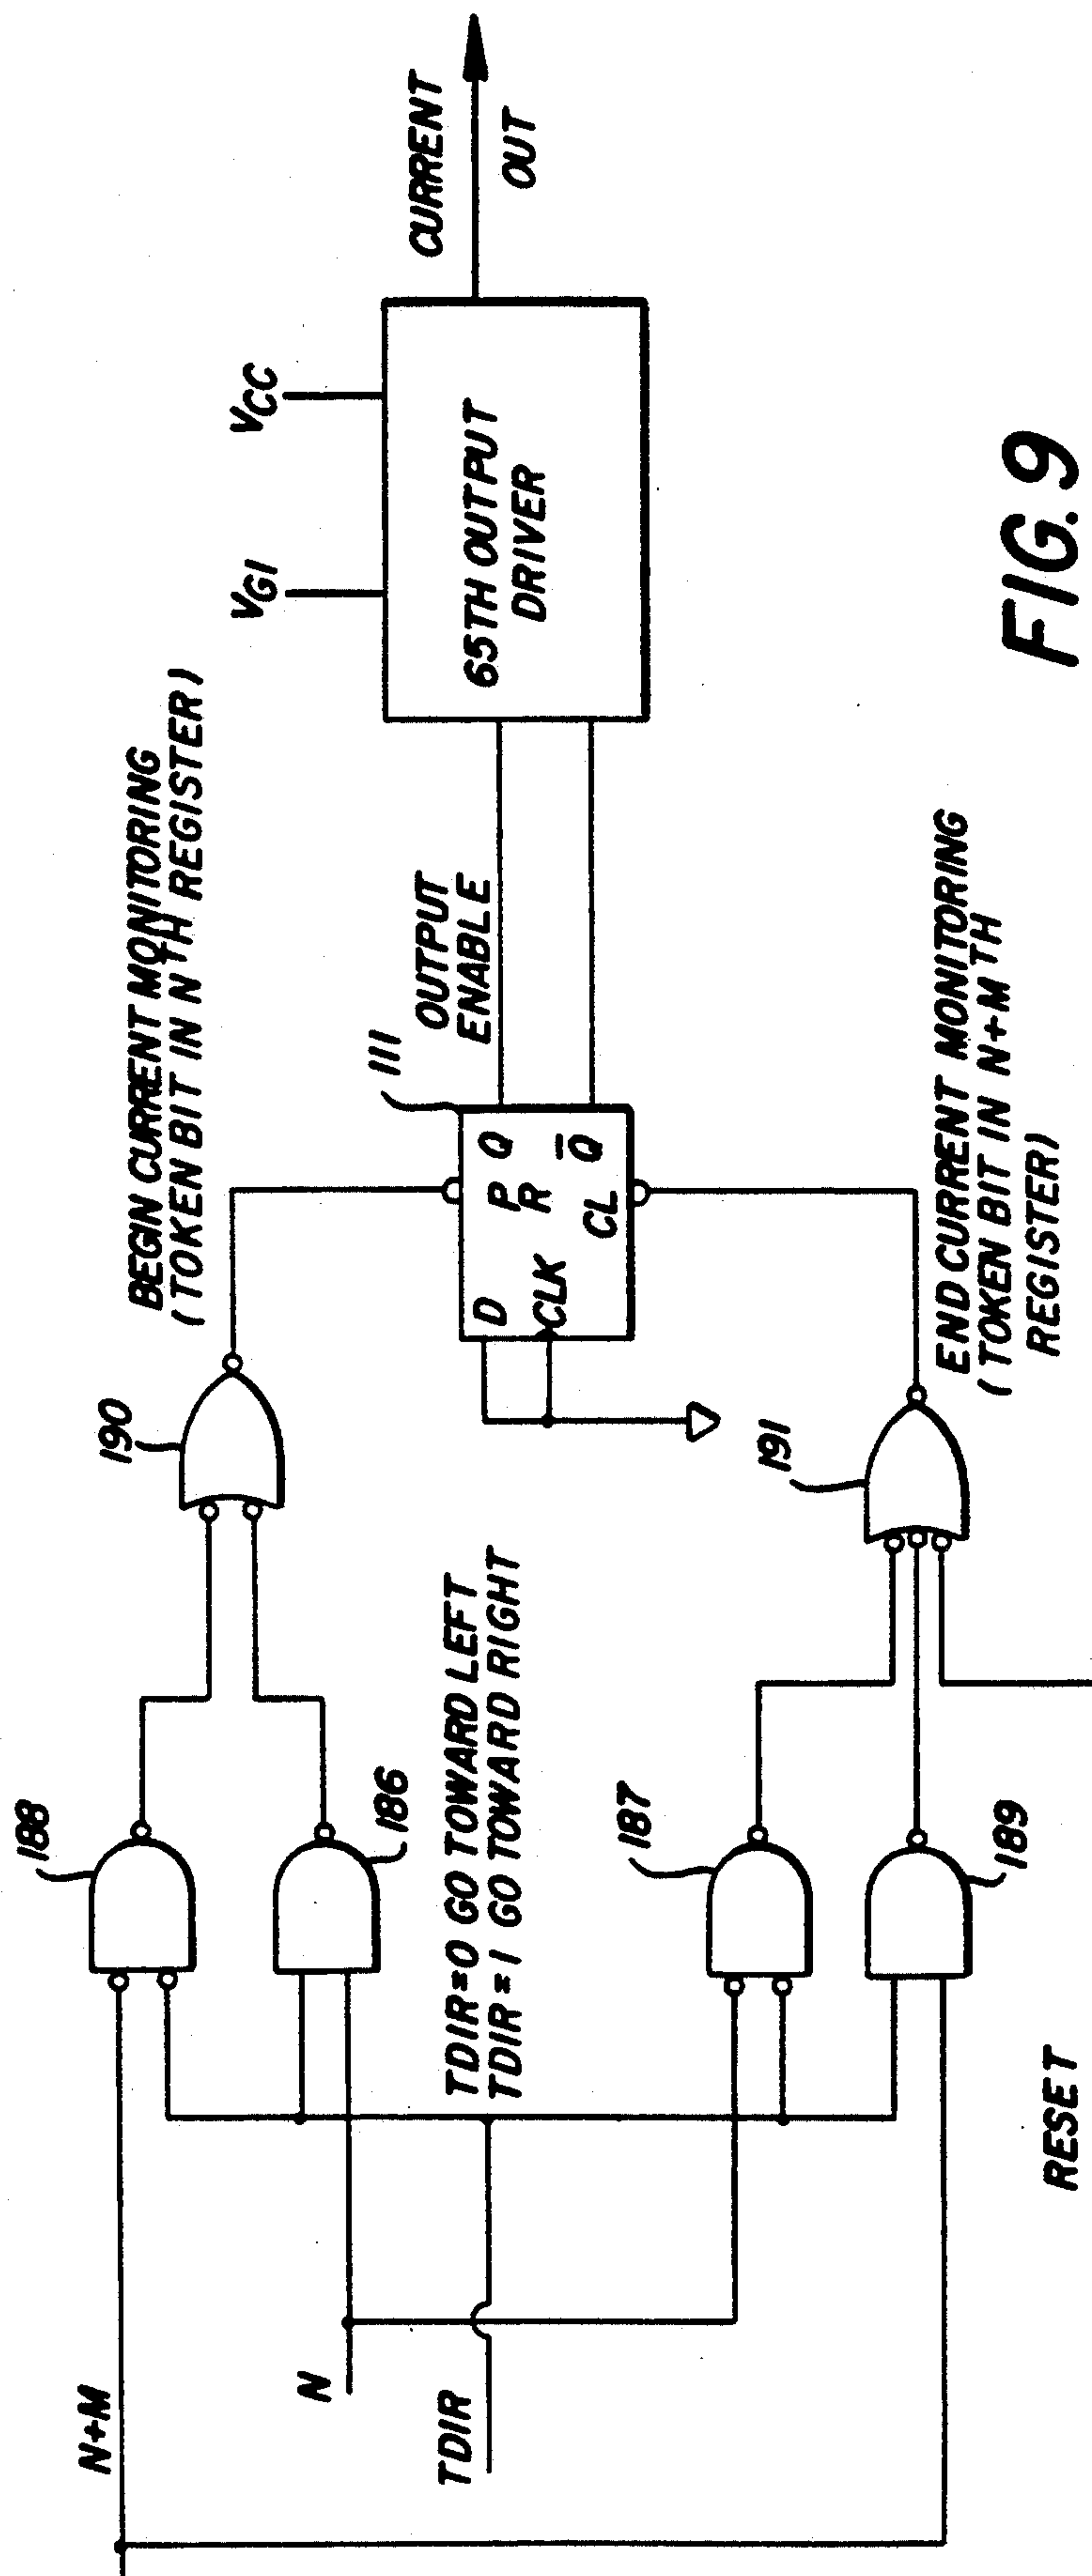 N+M
N
TDIR
188
186
TDIR=0 GO TOWARD LEFT
TDIR=1 GO TOWARD RIGHT
187
189
RESET
190
191
BEGIN CURRENT MONITORING
(TOKEN BIT IN N TH REGISTER)
D
CLK
PR
CL
Q
Q̅
111
OUTPUT
ENABLE
END CURRENT MONITORING
(TOKEN BIT IN N+M TH
REGISTER)
VGI
VCC
65TH OUTPUT
DRIVER
CURRENT
OUT
FIG. 9